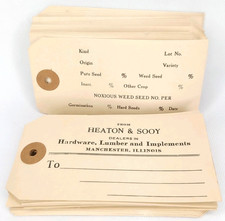 Kind Lot No.
Origin Variety
Pure Seed % Weed Seed %
Inert. % Other Crop %
NOXIOUS WEED SEED NO. PER
Germination % Hard Seeds % Date
FROM
HEATON & SOOY
DEALERS IN
Hardware, Lumber and Implements
MANCHESTER, ILLINOIS
To